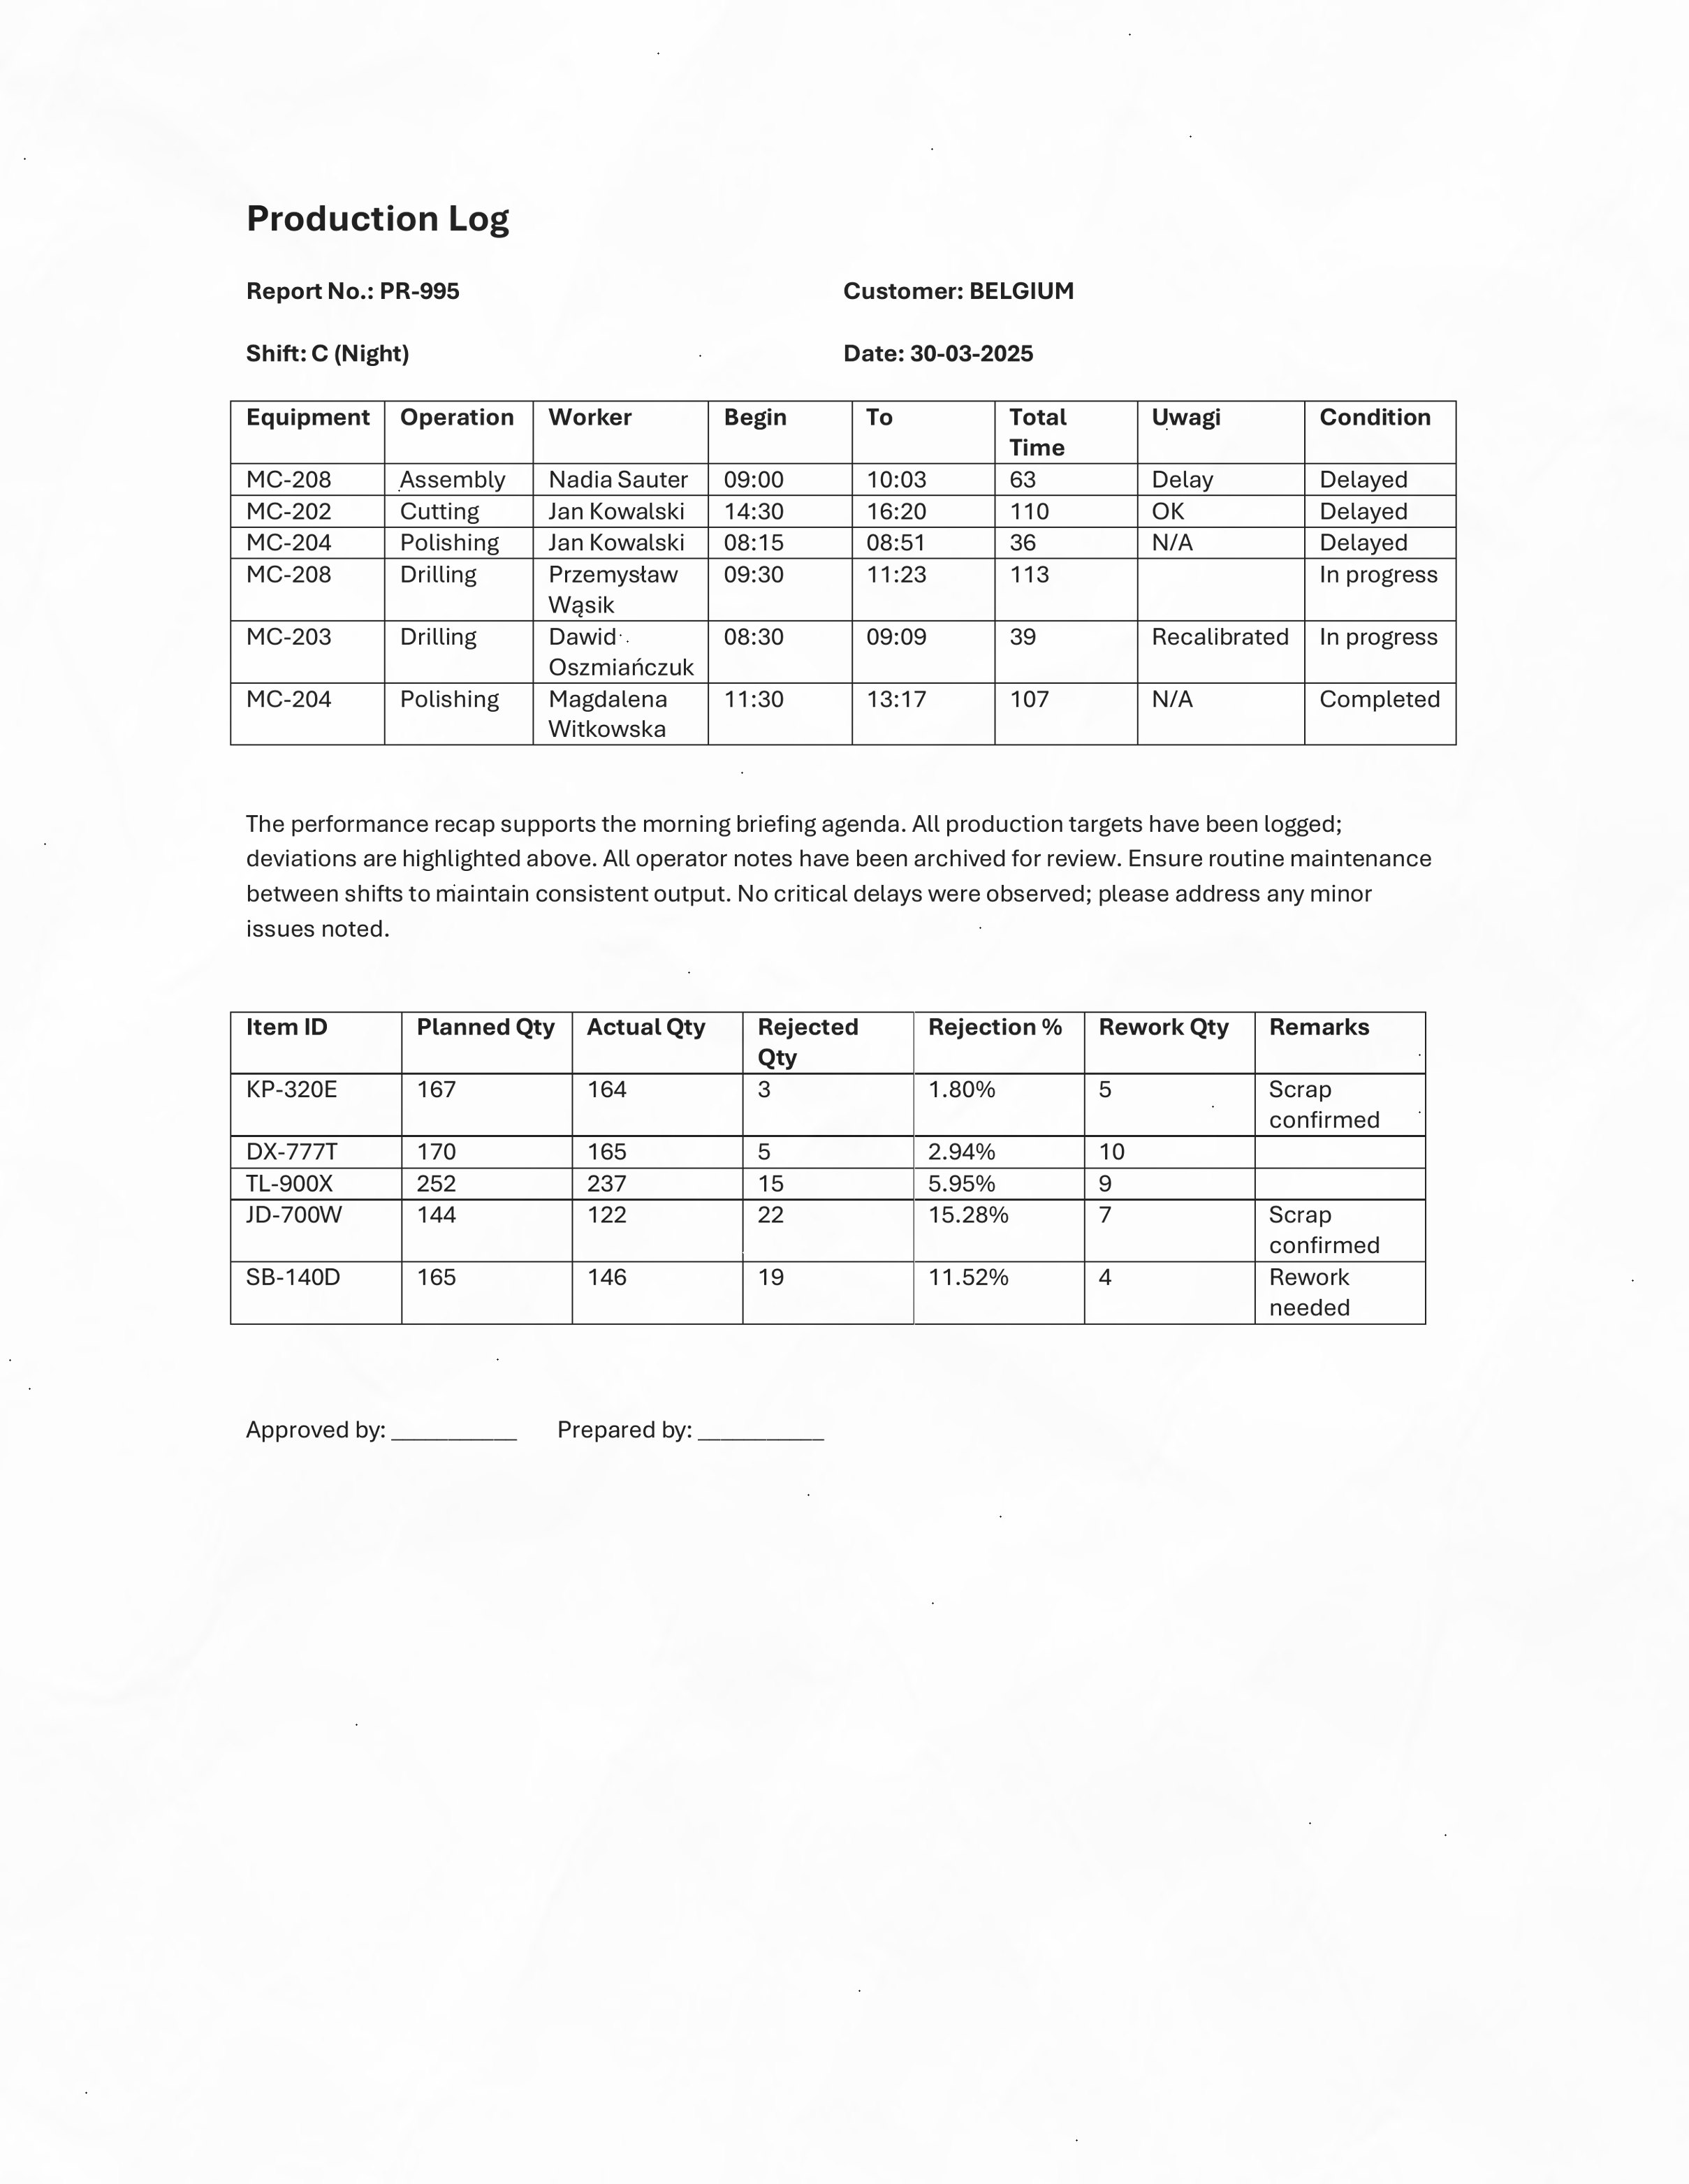 Production Log
Report No.: PR-995 Customer: BELGIUM
Shift: C (Night) Date: 30-03-2025
Equipment Operation Worker Begin To Total Time Uwagi Condition
MC-208 Assembly Nadia Sauter 09:00 10:03 63 Delay Delayed
MC-202 Cutting Jan Kowalski 14:30 16:20 110 OK Delayed
MC-204 Polishing Jan Kowalski 08:15 08:51 36 N/A Delayed
MC-208 Drilling Przemysław Wąsik 09:30 11:23 113 In progress
MC-203 Drilling Dawid Oszmiańczuk 08:30 09:09 39 Recalibrated In progress
MC-204 Polishing Magdalena Witkowska 11:30 13:17 107 N/A Completed
The performance recap supports the morning briefing agenda. All production targets have been logged;
deviations are highlighted above. All operator notes have been archived for review. Ensure routine maintenance
between shifts to maintain consistent output. No critical delays were observed; please address any minor
issues noted.
Item ID Planned Qty Actual Qty Rejected Qty Rejection % Rework Qty Remarks
KP-320E 167 164 3 1.80% 5 Scrap confirmed
DX-777T 170 165 5 2.94% 10
TL-900X 252 237 15 5.95% 9
JD-700W 144 122 22 15.28% 7 Scrap confirmed
SB-140D 165 146 19 11.52% 4 Rework needed
Approved by: __________ Prepared by: __________